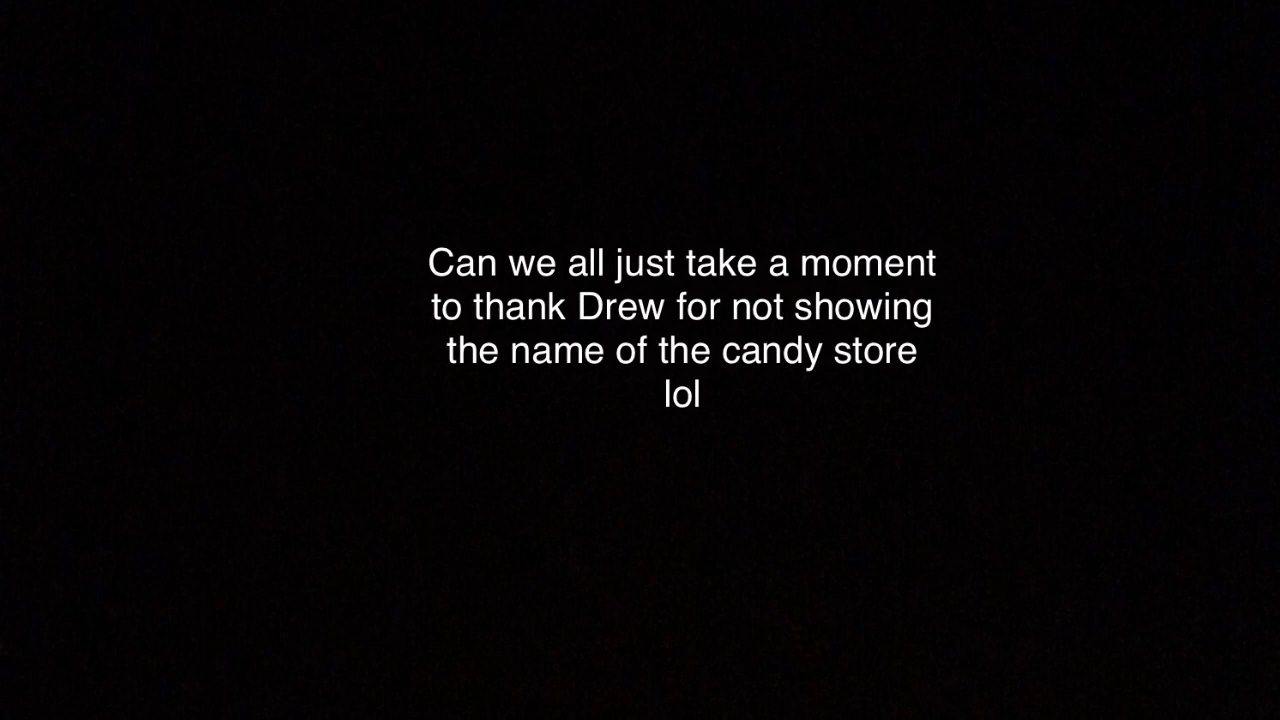 Can we all just take a moment
to thank Drew for not showing
the name of the candy store
lol